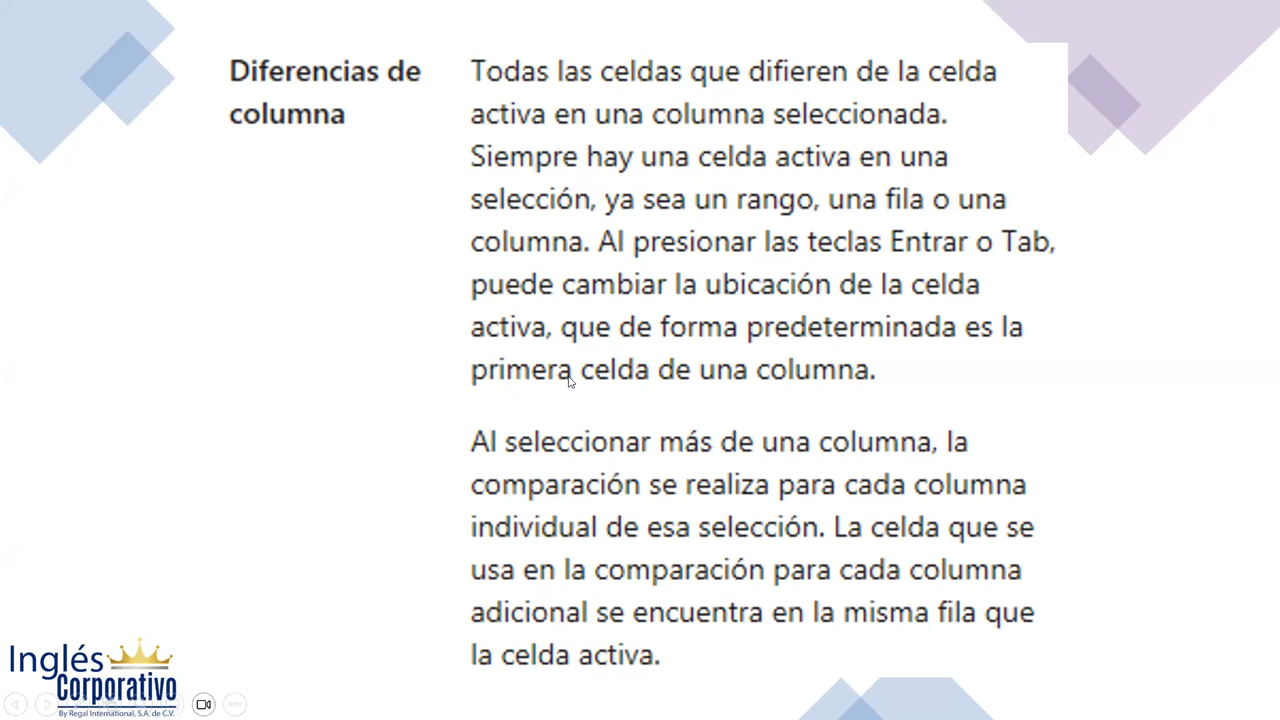 Diferencias de
columna
Todas las celdas que difieren de la celda
activa en una columna seleccionada.
Siempre hay una celda activa en una
selección, ya sea un rango, una fila o una
columna. Al presionar las teclas Entrar o Tab,
puede cambiar la ubicación de la celda
activa, que de forma predeterminada es la
primera celda de una columna.
Al seleccionar más de una columna, la
comparación se realiza para cada columna
individual de esa selección. La celda que se
usa en la comparación para cada columna
adicional se encuentra en la misma fila que
la celda activa.
Inglés
Corporativo
By Regal International, S.A. de C.V.